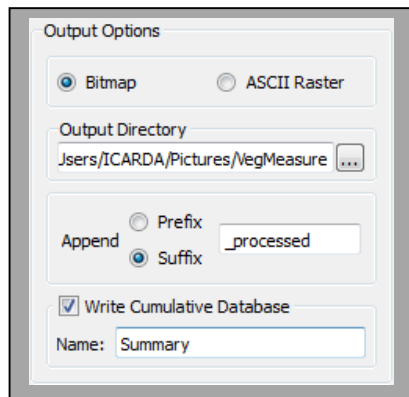 Output Options
Bitmap ASCII Raster
Output Directory
Jsers/ICARDA/Pictures/VegMeasure ...
Prefix
Append _processed
Suffix
Write Cumulative Database
Name: Summary